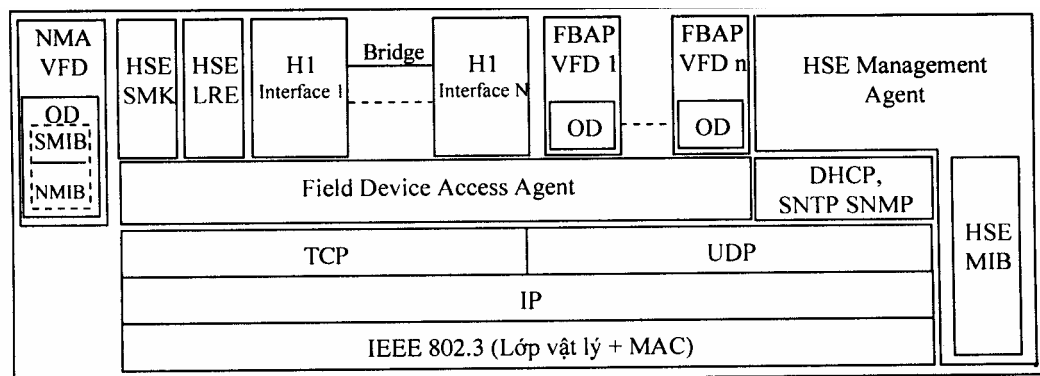 NMA
VFD
OD
SMIB
NMIB
HSE
SMK
HSE
LRE
H1
Interface 1
Bridge
H1
Interface N
FBAP
VFD 1
OD
FBAP
VFD n
OD
HSE Management
Agent
Field Device Access Agent
DHCP,
SNTP SNMP
HSE
MIB
TCP
UDP
IP
IEEE 802.3 (Lớp vật lý + MAC)